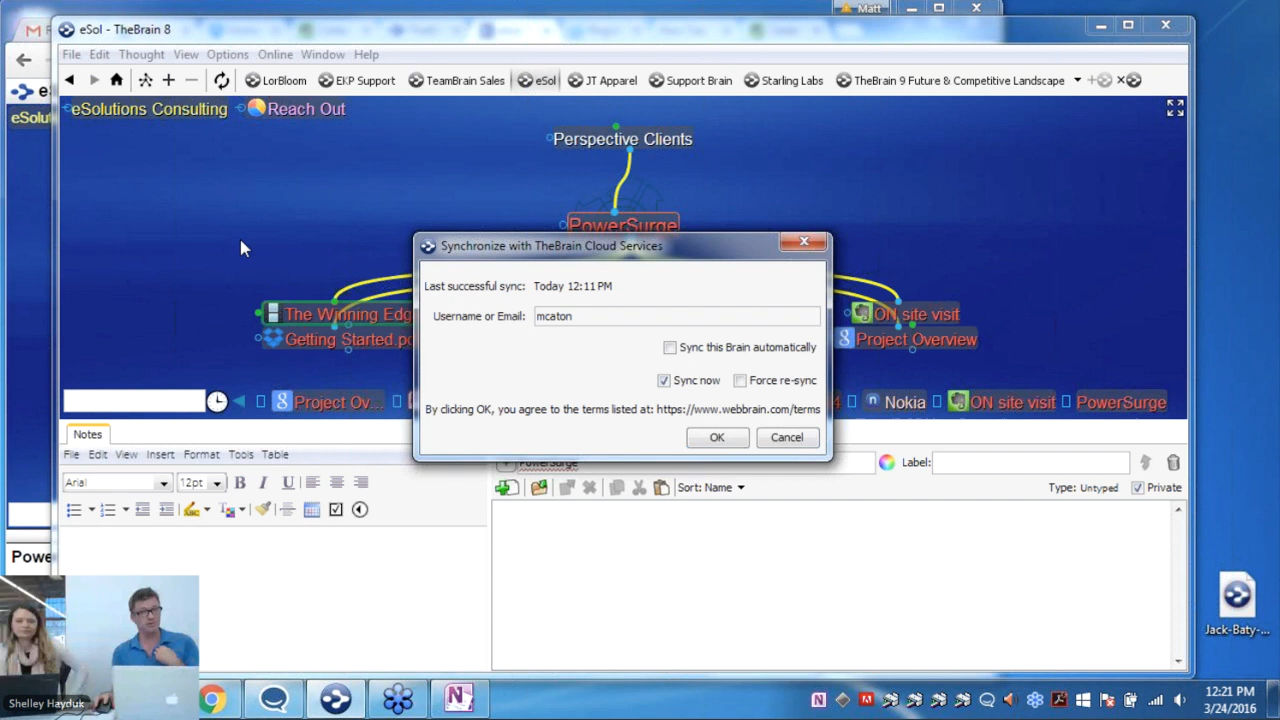 Matt
eSol - TheBrain 8
File Edit Thought View Options Online Window Help
LorBloom EKP Support TeamBrain Sales eSol JT Apparel Support Brain Starling Labs TheBrain 9 Future & Competitive Landscape
eSolutions Consulting Reach Out
eSolut
Perspective Clients
PowerSurge
Synchronize with TheBrain Cloud Services
Last successful sync: Today 12:11 PM
Username or Email: mcaton
Sync this Brain automatically
Sync now Force re-sync
By clicking OK, you agree to the terms listed at: https://www.webbrain.com/terms
OK Cancel
The Winning Edg
Getting Started.po
ON site visit
Project Overview
Project Ov... Nokia ON site visit PowerSurge
Notes
File Edit View Insert Format Tools Table
Arial 12pt B I U
PowerSurge Label:
Sort: Name Type: Untyped Private
Powe
Shelley Hayduk
Jack-Baty-...
12:21 PM
3/24/2016